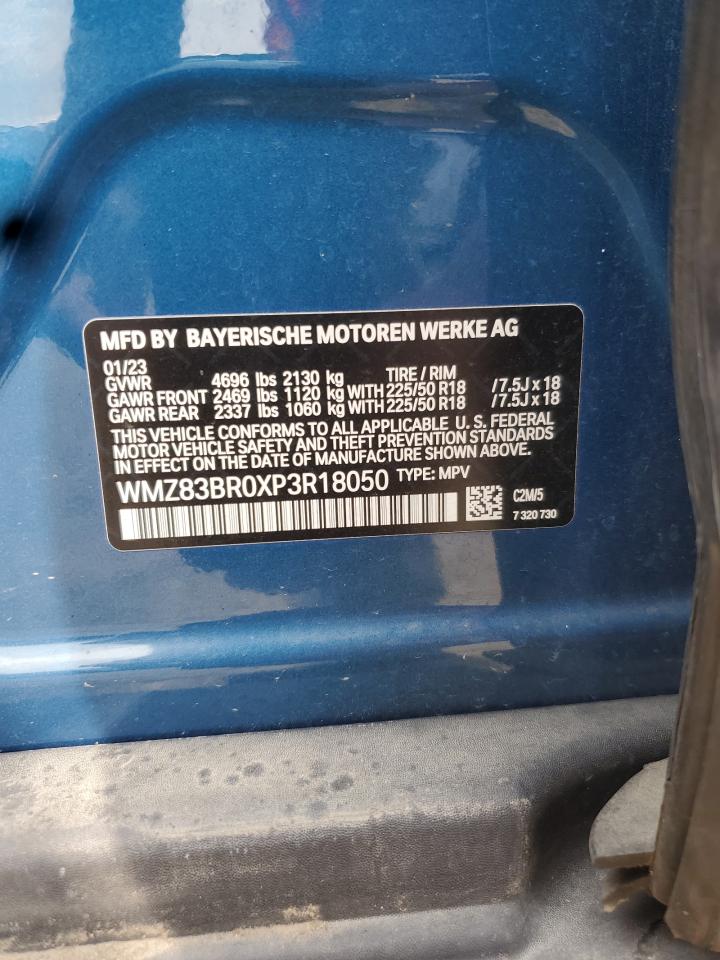 MFD BY BAYERISCHE MOTOREN WERKE AG
01/23
GVWR 4696 lbs 2130 kg TIRE / RIM
GAWR FRONT 2469 lbs 1120 kg WITH 225/50 R18 /7.5J x 18
GAWR REAR 2337 lbs 1060 kg WITH 225/50 R18 /7.5J x 18
THIS VEHICLE CONFORMS TO ALL APPLICABLE U. S. FEDERAL
MOTOR VEHICLE SAFETY AND THEFT PREVENTION STANDARDS
IN EFFECT ON THE DATE OF MANUFACTURE SHOWN ABOVE.
WMZ83BR0XP3R18050 TYPE: MPV
C2M/5
7 320 730